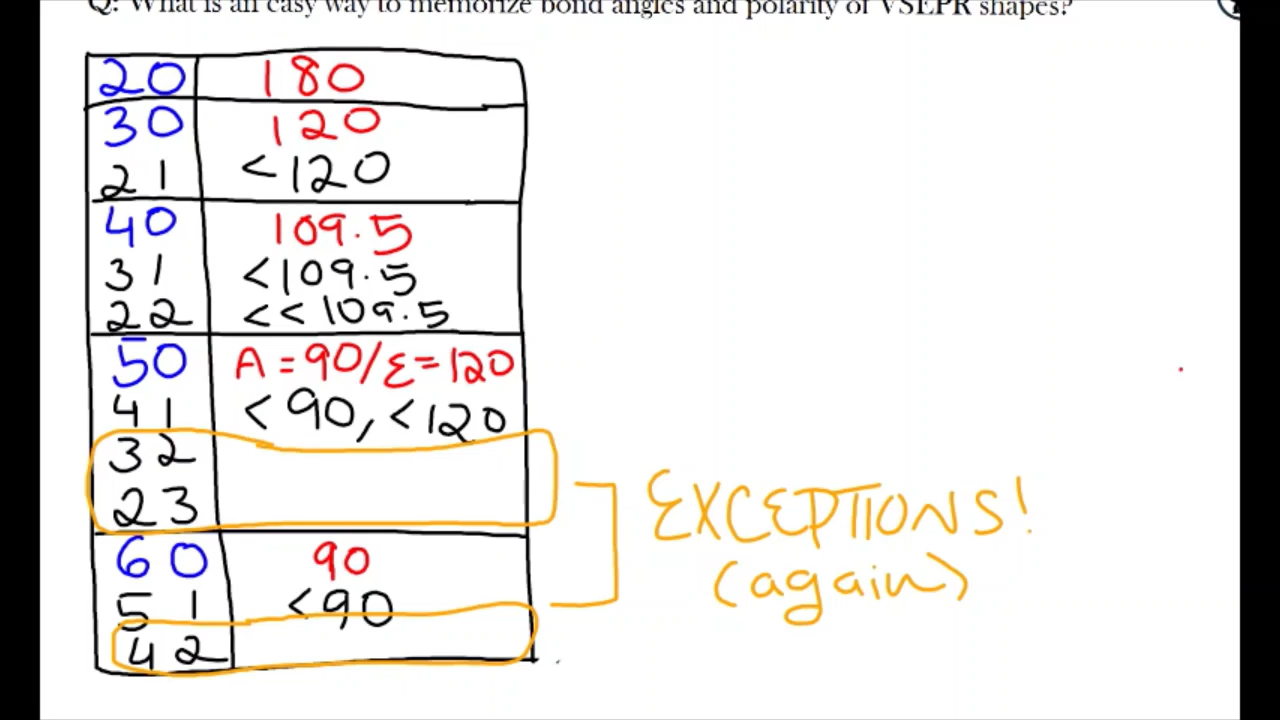 Q: What is an easy way to memorize bond angles and polarity of VSEPR shapes?
20 180
30 120
21 <120
40 109.5
31 <109.5
22 <<109.5
50 A=90/E=120
41 <90, <120
32
23
EXCEPTIONS!
(again)
60 90
51 <90
42